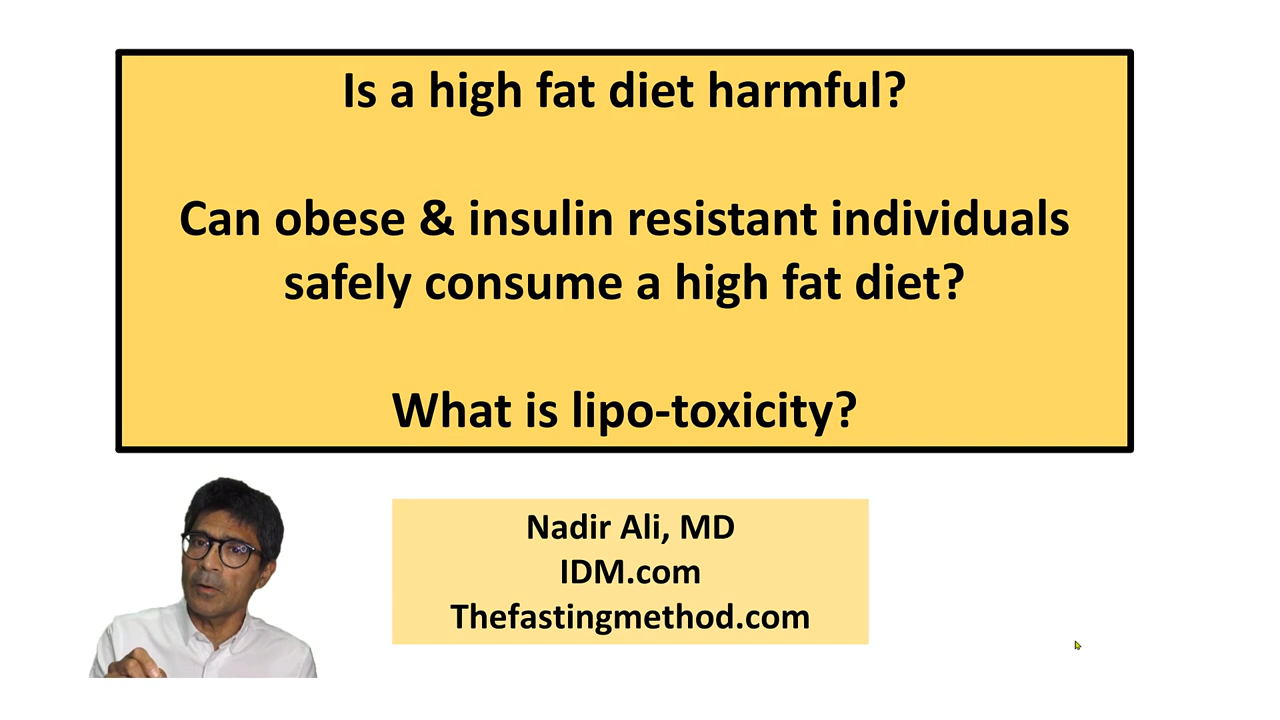 Is a high fat diet harmful?
Can obese & insulin resistant individuals
safely consume a high fat diet?
What is lipo-toxicity?
Nadir Ali, MD
IDM.com
Thefastingmethod.com